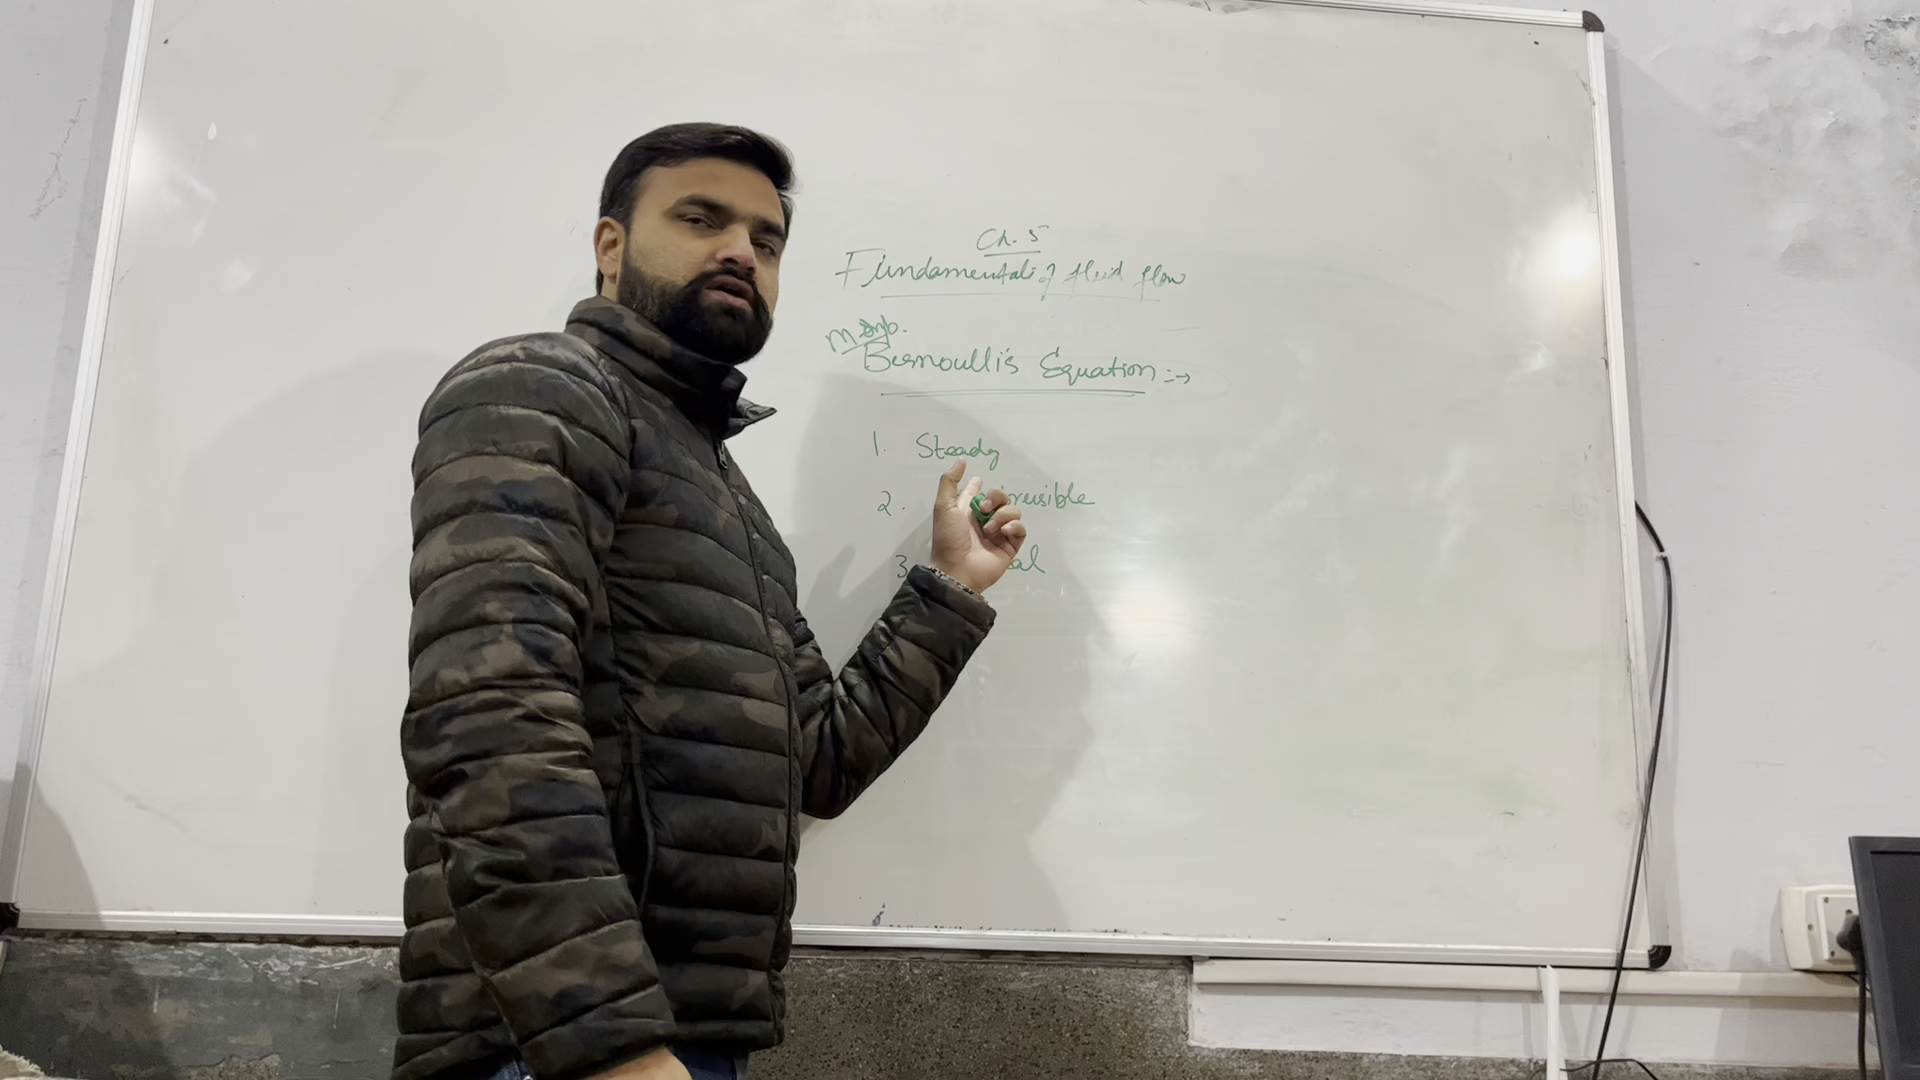 Ch. 5
Fundamentals of fluid flow
Bernoulli's Equation :→
1. Steady
2.
3